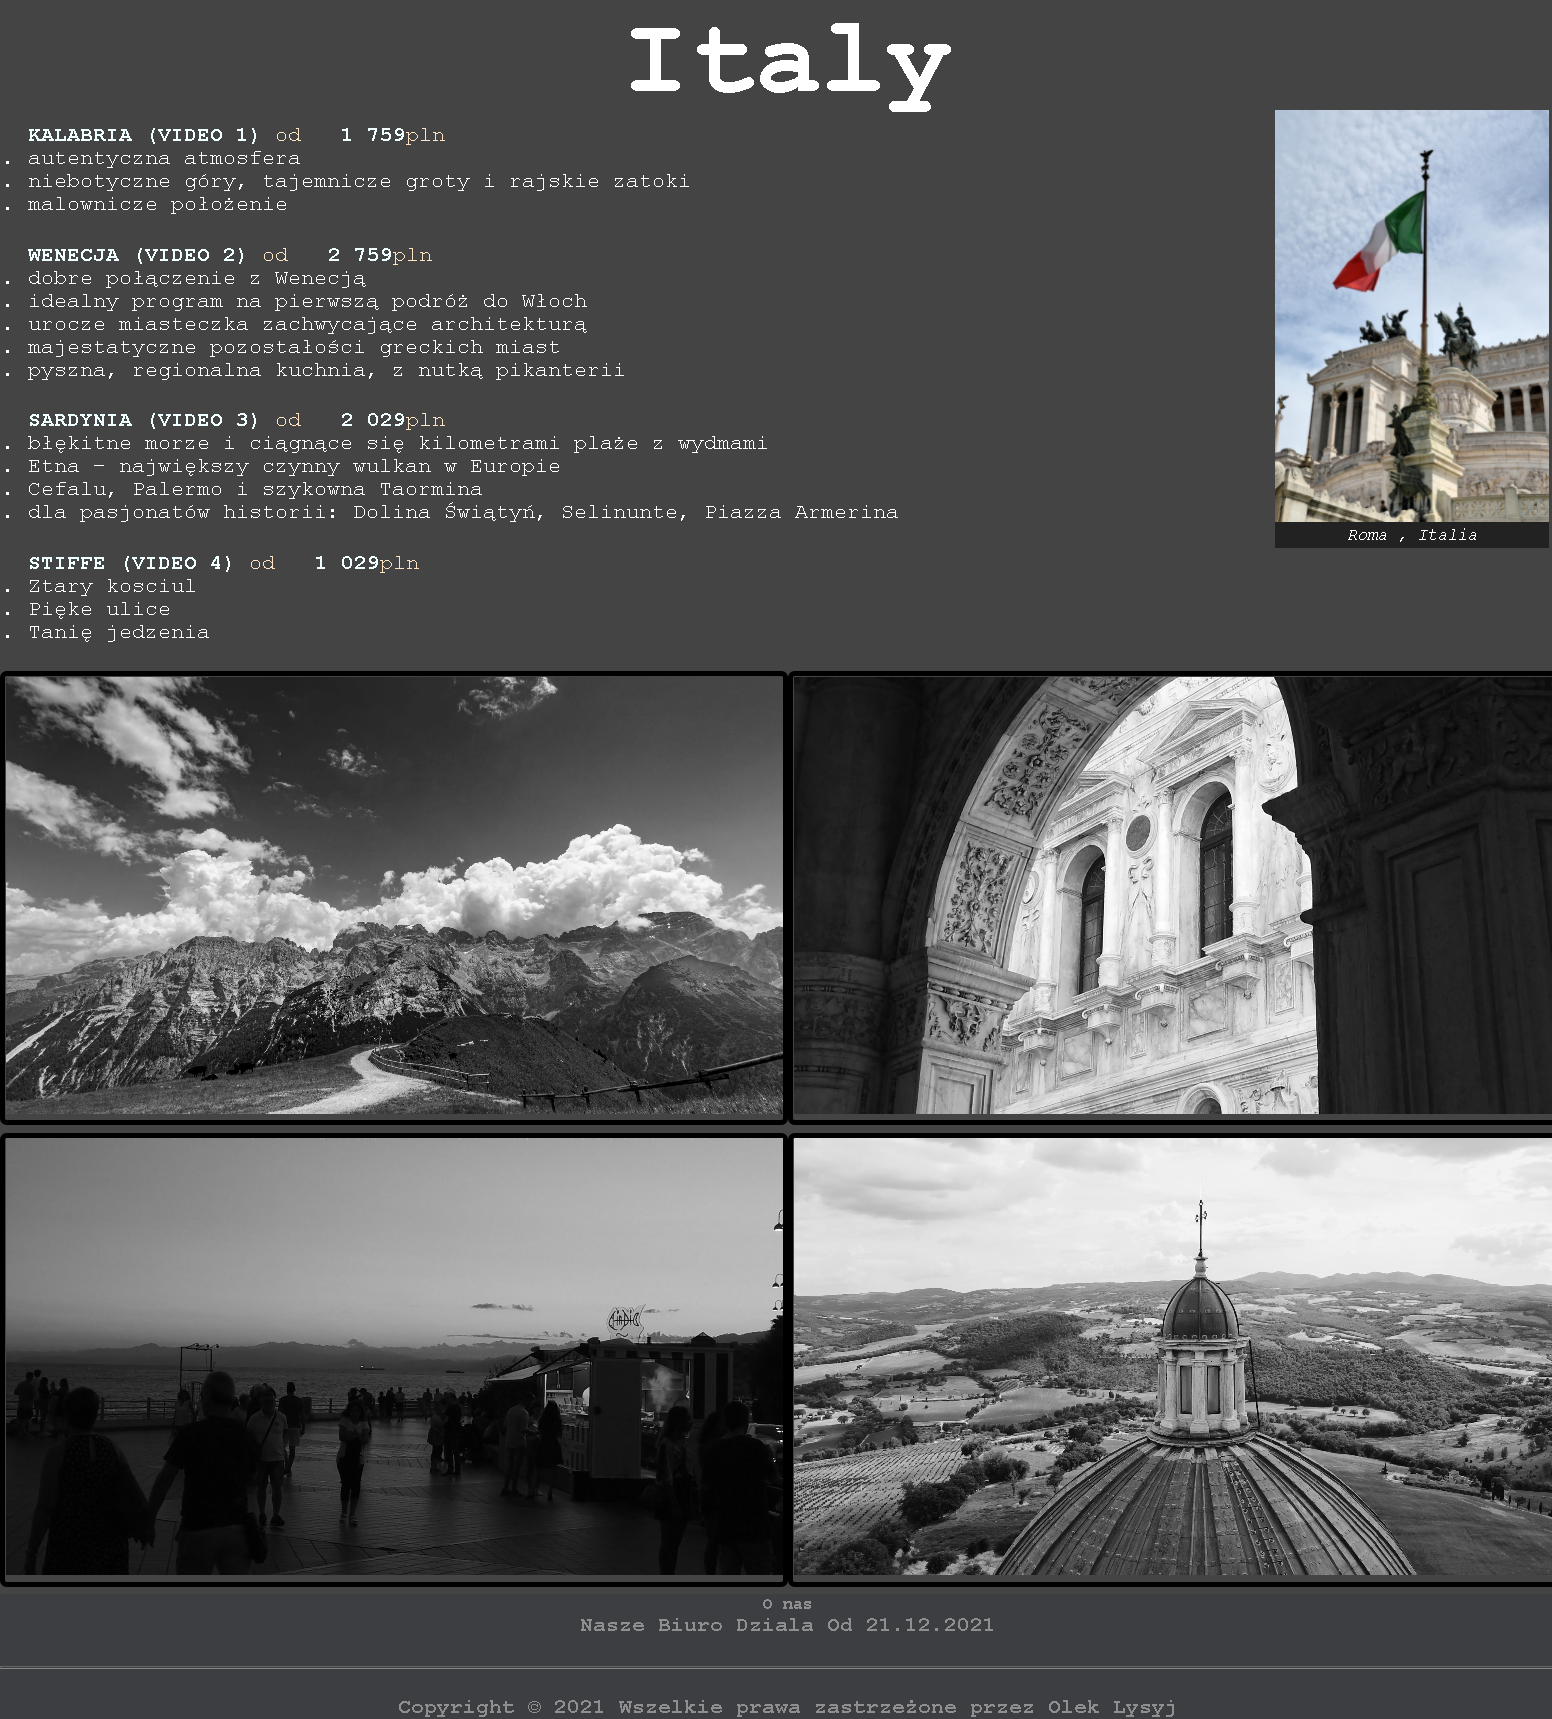 Italy
KALABRIA (VIDEO 1) od 1 759pln
. autentyczna atmosfera
. niebotyczne góry, tajemnicze groty i rajskie zatoki
. malownicze położenie
WENECJA (VIDEO 2) od 2 759pln
. dobre połączenie z Wenecją
. idealny program na pierwszą podróż do Włoch
. urocze miasteczka zachwycające architekturą
. majestatyczne pozostałości greckich miast
. pyszna, regionalna kuchnia, z nutką pikanterii
SARDYNIA (VIDEO 3) od 2 029pln
. błękitne morze i ciągnące się kilometrami plaże z wydmami
. Etna – największy czynny wulkan w Europie
. Cefalu, Palermo i szykowna Taormina
. dla pasjonatów historii: Dolina Świątyń, Selinunte, Piazza Armerina
Roma , Italia
STIFFE (VIDEO 4) od 1 029pln
. Ztary kosciul
. Pięke ulice
. Tanię jedzenia
O nas
Nasze Biuro Dziala Od 21.12.2021
Copyright © 2021 Wszelkie prawa zastrzeżone przez Olek Lysyj